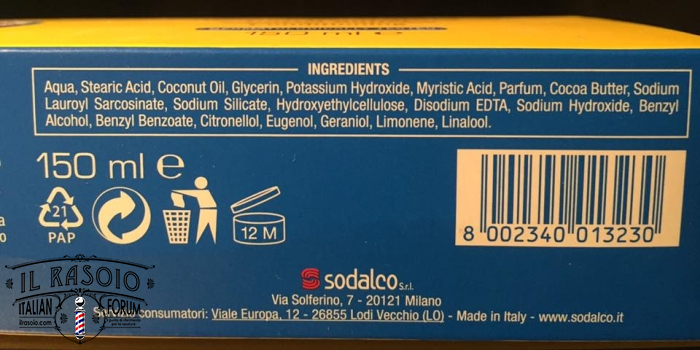 150 ml e
INGREDIENTS
Aqua, Stearic Acid, Coconut Oil, Glycerin, Potassium Hydroxide, Myristic Acid, Parfum, Cocoa Butter, Sodium
Lauroyl Sarcosinate, Sodium Silicate, Hydroxyethylcellulose, Disodium EDTA, Sodium Hydroxide, Benzyl
Alcohol, Benzyl Benzoate, Citronellol, Eugenol, Geraniol, Limonene, Linalool.
150 ml ℮
21
PAP
12 M
8 002340 013230
sodalco S.r.l.
Via Solferino, 7 - 20121 Milano
consumatori: Viale Europa, 12 - 26855 Lodi Vecchio (LO) - Made in Italy - www.sodalco.it
IL RASOIO
ITALIAN FORUM
ilrasoio.com